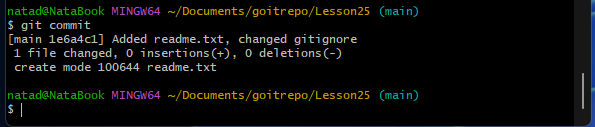 natad@NataBook MINGW64 ~/Documents/goitrepo/Lesson25 (main)
$ git commit
[main 1e6a4c1] Added readme.txt, changed gitignore
 1 file changed, 0 insertions(+), 0 deletions(-)
 create mode 100644 readme.txt

natad@NataBook MINGW64 ~/Documents/goitrepo/Lesson25 (main)
$